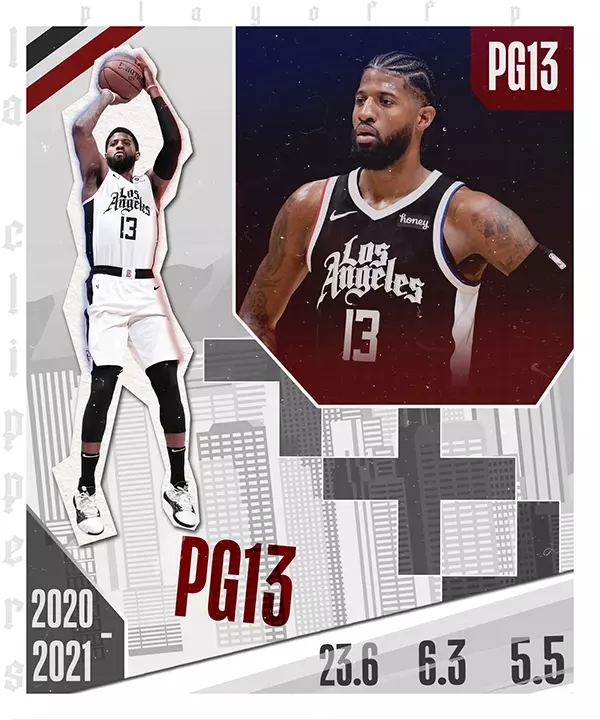 playoff p
la clippers
PG13
Los
Angeles
13
Los
Angeles
13
honey
PG13
2020 -
2021
23.6 6.3 5.5